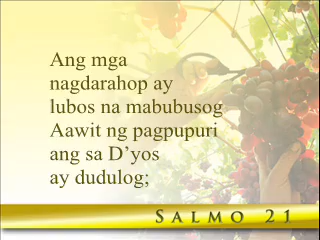 Ang mga
nagdarahop ay
lubos na mabubusog
Aawit ng pagpupuri
ang sa D’yos
ay dudulog;
SALMO 21